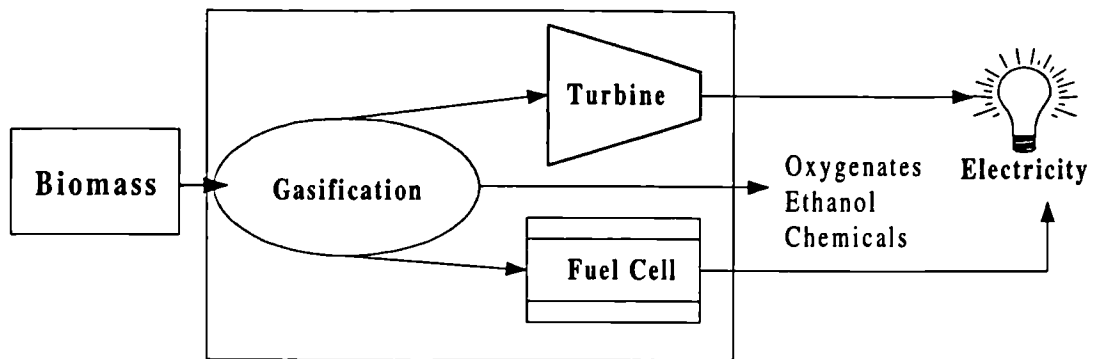 Biomass
Gasification
Turbine
Fuel Cell
Oxygenates
Ethanol
Chemicals
Electricity